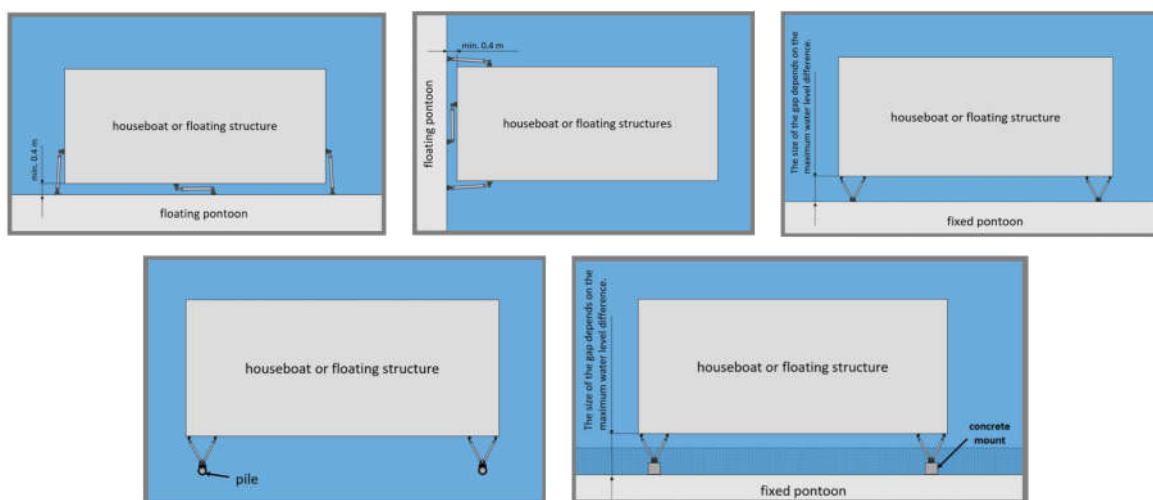 houseboat or floating structure
min. 0.4 m
floating pontoon
min. 0.4 m
floating pontoon
houseboat or floating structures
The size of the gap depends on the
maximum water level difference.
houseboat or floating structure
fixed pontoon
houseboat or floating structure
pile
The size of the gap depends on the
maximum water level difference.
houseboat or floating structure
concrete
mount
fixed pontoon